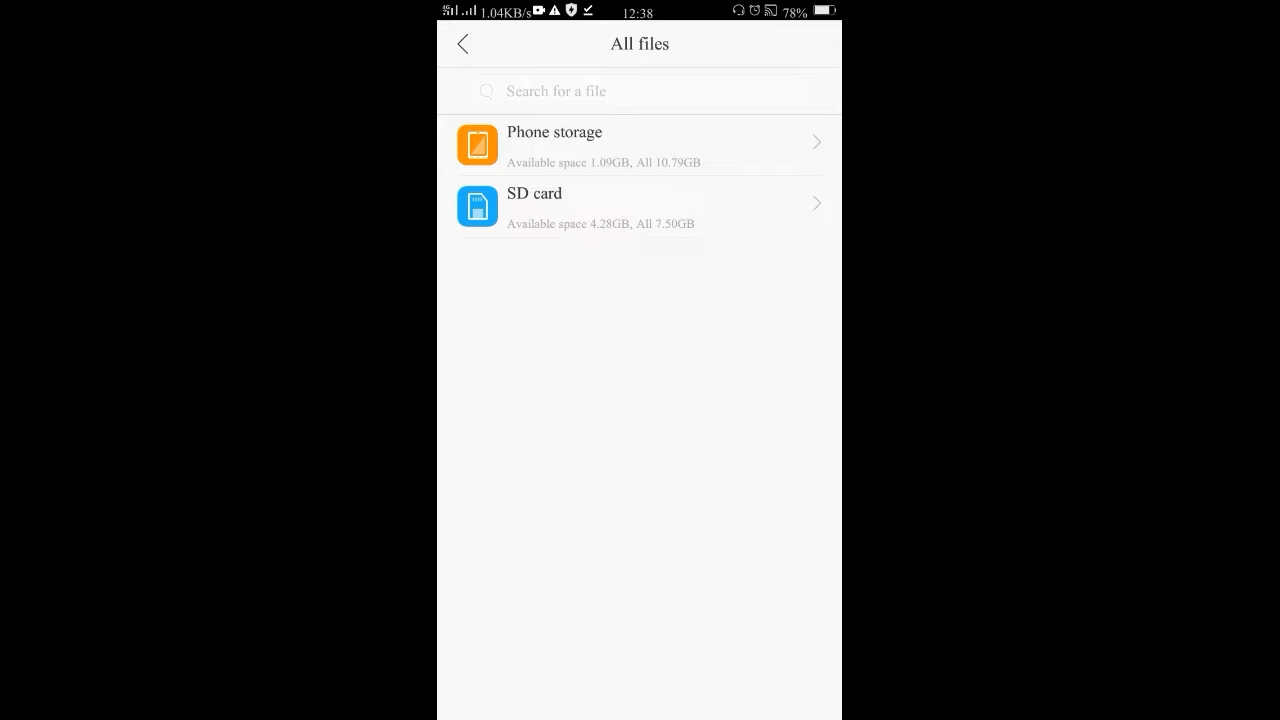 1.04KB/s 12:38 78%
All files
Search for a file
Phone storage
Available space 1.09GB, All 10.79GB
SD card
Available space 4.28GB, All 7.50GB